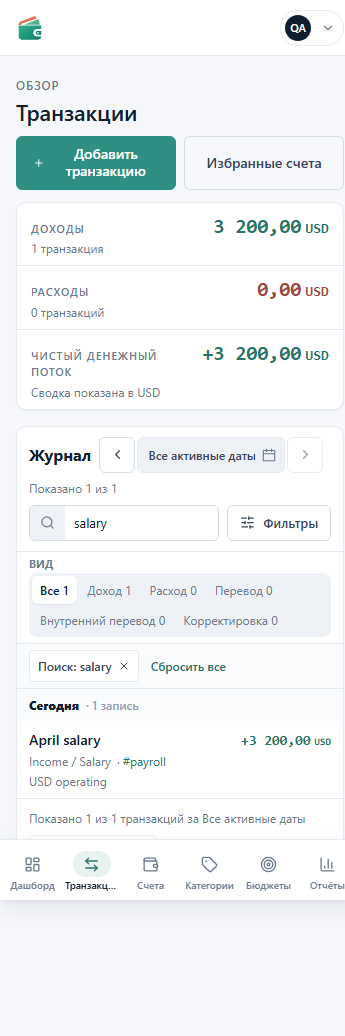 QA
ОБЗОР
Транзакции
+ Добавить
транзакцию
Избранные счета
ДОХОДЫ
3 200,00 USD
1 транзакция
РАСХОДЫ
0,00 USD
0 транзакций
ЧИСТЫЙ ДЕНЕЖНЫЙ
ПОТОК
+3 200,00 USD
Сводка показана в USD
Журнал
Все активные даты
Показано 1 из 1
salary
Фильтры
ВИД
Все 1 Доход 1 Расход 0 Перевод 0
Внутренний перевод 0 Корректировка 0
Поиск: salary ×
Сбросить все
Сегодня · 1 запись
April salary +3 200,00 USD
Income / Salary · #payroll
USD operating
Показано 1 из 1 транзакций за Все активные даты
Дашборд Транзакц... Счета Категории Бюджеты Отчёты